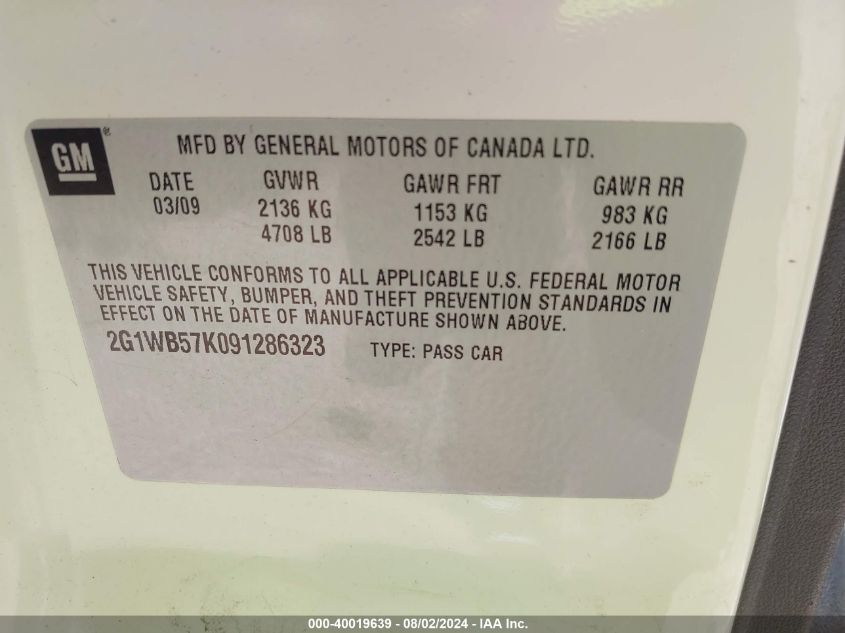 GM
®
MFD BY GENERAL MOTORS OF CANADA LTD.
DATE GVWR GAWR FRT GAWR RR
03/09 2136 KG 1153 KG 983 KG
4708 LB 2542 LB 2166 LB
THIS VEHICLE CONFORMS TO ALL APPLICABLE U.S. FEDERAL MOTOR
VEHICLE SAFETY, BUMPER, AND THEFT PREVENTION STANDARDS IN
EFFECT ON THE DATE OF MANUFACTURE SHOWN ABOVE.
2G1WB57K091286323 TYPE: PASS CAR
000-40019639 - 08/02/2024 - IAA Inc.